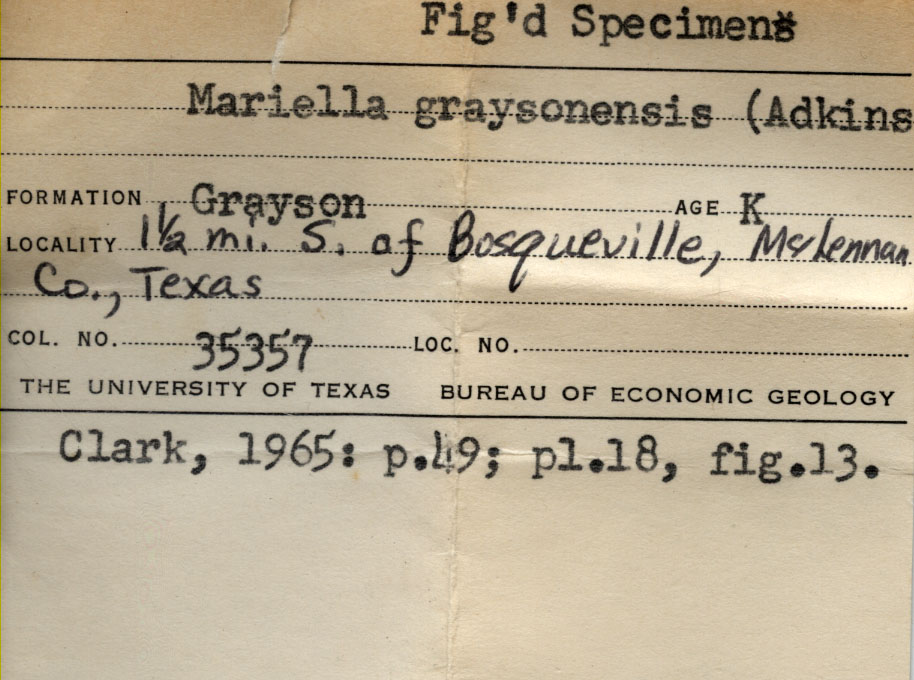 Fig'd Specimen
Mariella graysonensis (Adkins
FORMATION Grayson AGE K
LOCALITY 1½ mi. S. of Bosqueville, McLennan
Co., Texas
COL. NO. 35357 LOC. NO.
THE UNIVERSITY OF TEXAS BUREAU OF ECONOMIC GEOLOGY
Clark, 1965: p.49; pl.18, fig.13.